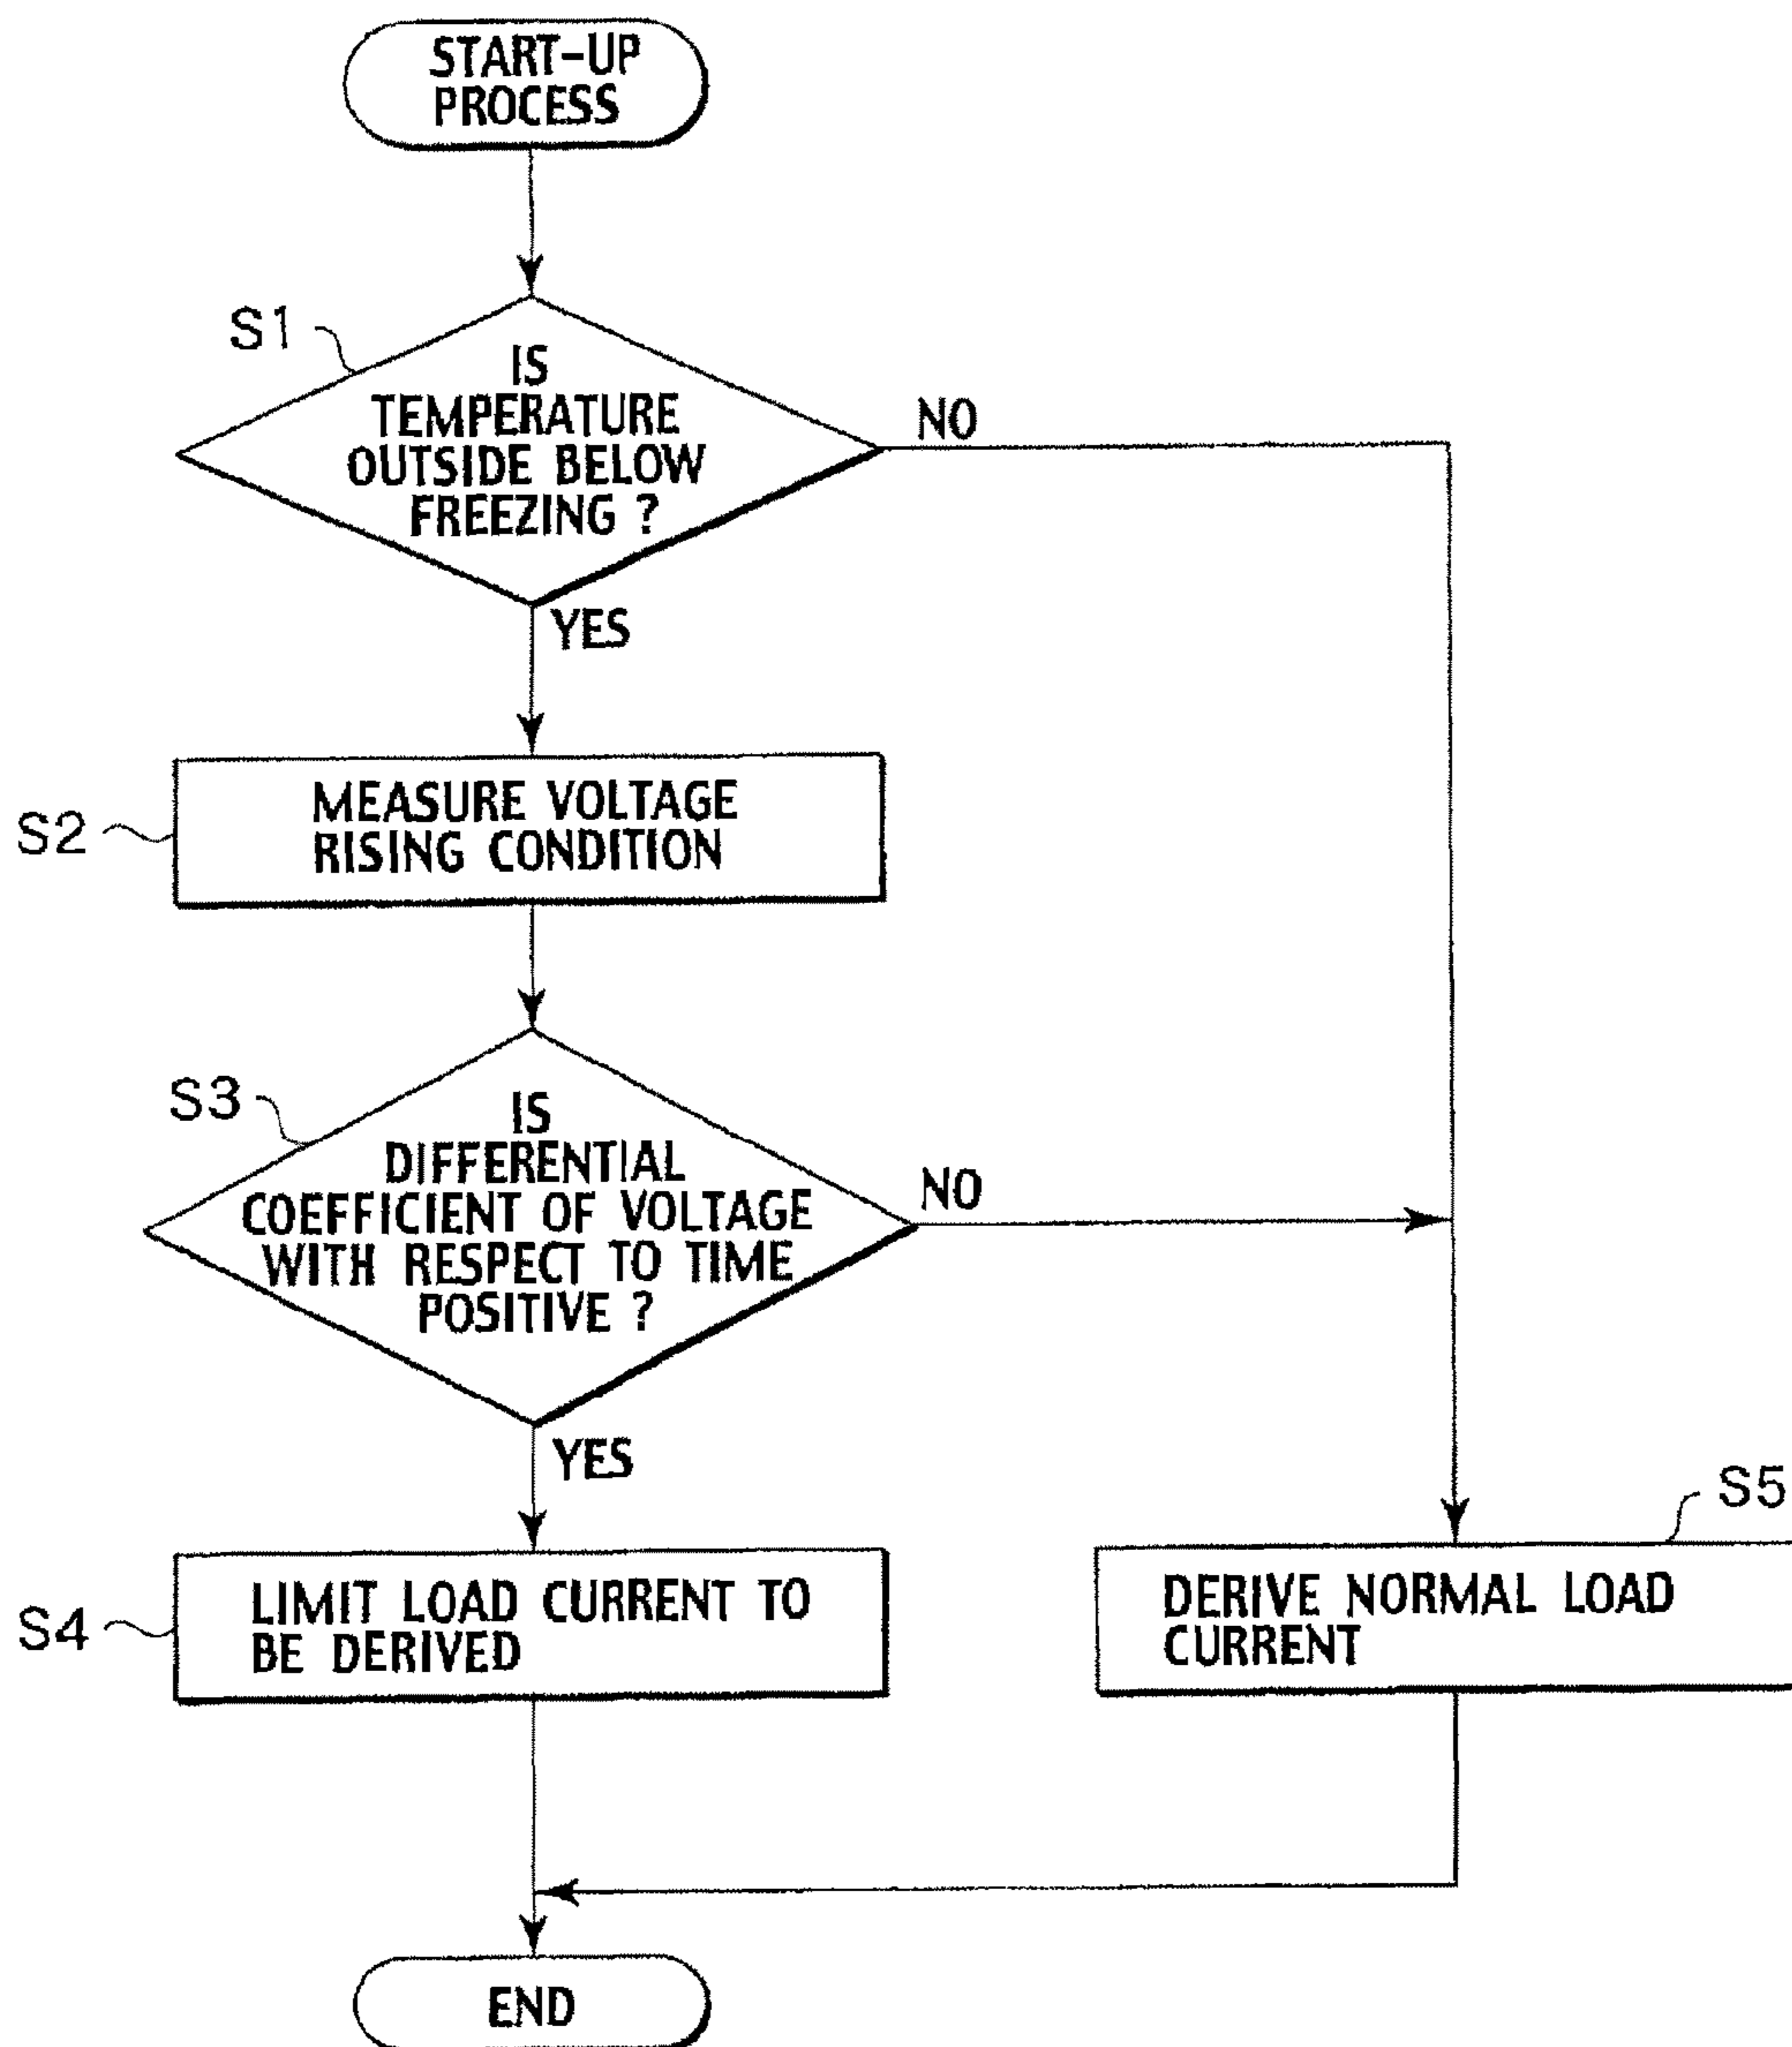 START-UP
PROCESS
S1
IS
TEMPERATURE
OUTSIDE BELOW
FREEZING ?
NO
YES
S2
MEASURE VOLTAGE
RISING CONDITION
S3
IS
DIFFERENTIAL
COEFFICIENT OF VOLTAGE
WITH RESPECT TO TIME
POSITIVE ?
NO
YES
S4
LIMIT LOAD CURRENT TO
BE DERIVED
S5
DERIVE NORMAL LOAD
CURRENT
END